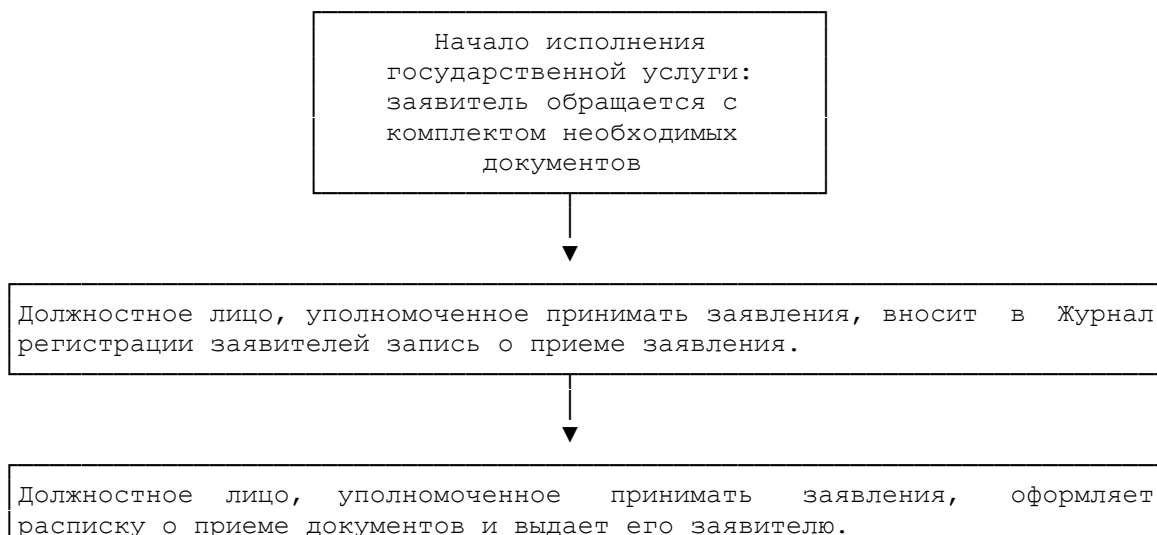 Начало исполнения
государственной услуги:
заявитель обращается с
комплектом необходимых
документов
Должностное лицо, уполномоченное принимать заявления, вносит в Журнал
регистрации заявителей запись о приеме заявления.
Должностное лицо, уполномоченное принимать заявления, оформляет
расписку о приеме документов и выдает его заявителю.